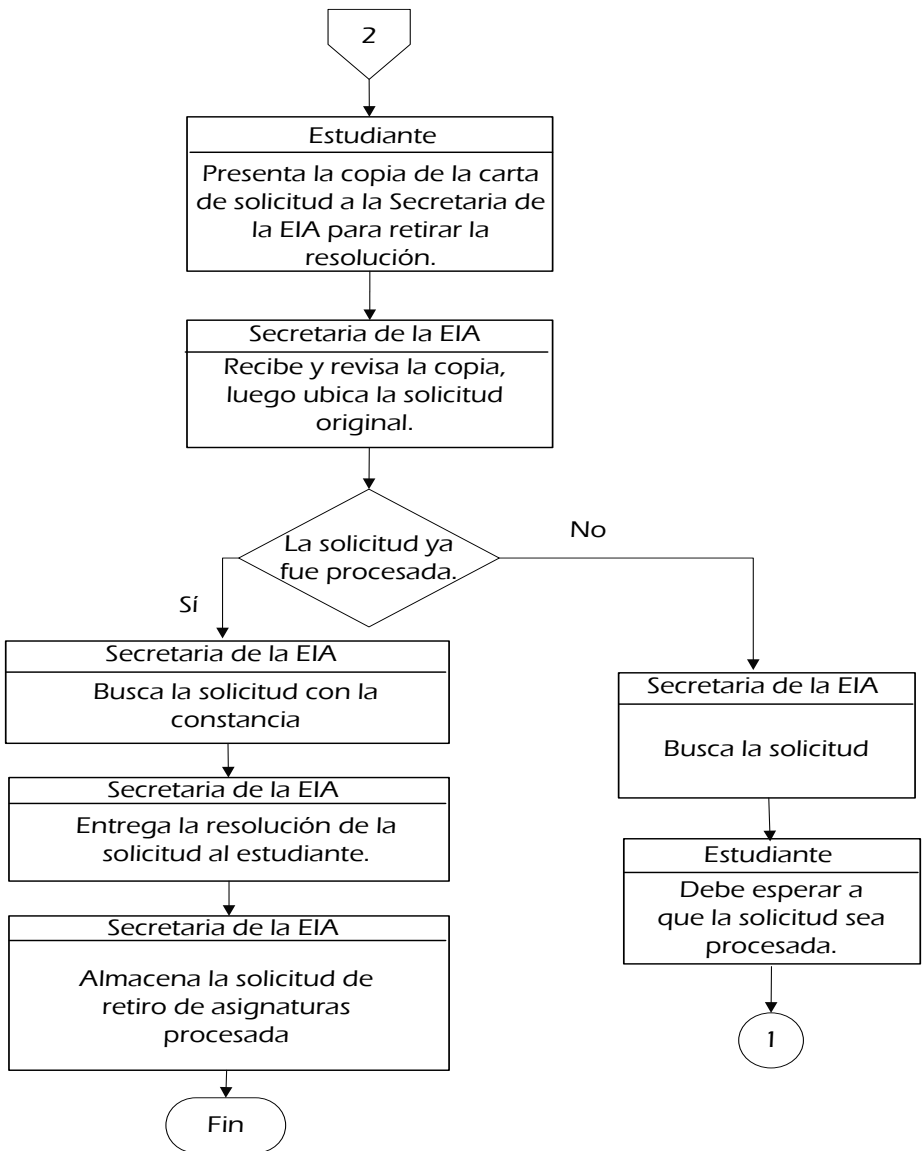 2
Estudiante
Presenta la copia de la carta
de solicitud a la Secretaria de
la EIA para retirar la
resolución.
Secretaria de la EIA
Recibe y revisa la copia,
luego ubica la solicitud
original.
La solicitud ya
fue procesada.
No
Sí
Secretaria de la EIA
Busca la solicitud con la
constancia
Secretaria de la EIA
Entrega la resolución de la
solicitud al estudiante.
Secretaria de la EIA
Almacena la solicitud de
retiro de asignaturas
procesada
Fin
Secretaria de la EIA
Busca la solicitud
Estudiante
Debe esperar a
que la solicitud sea
procesada.
1